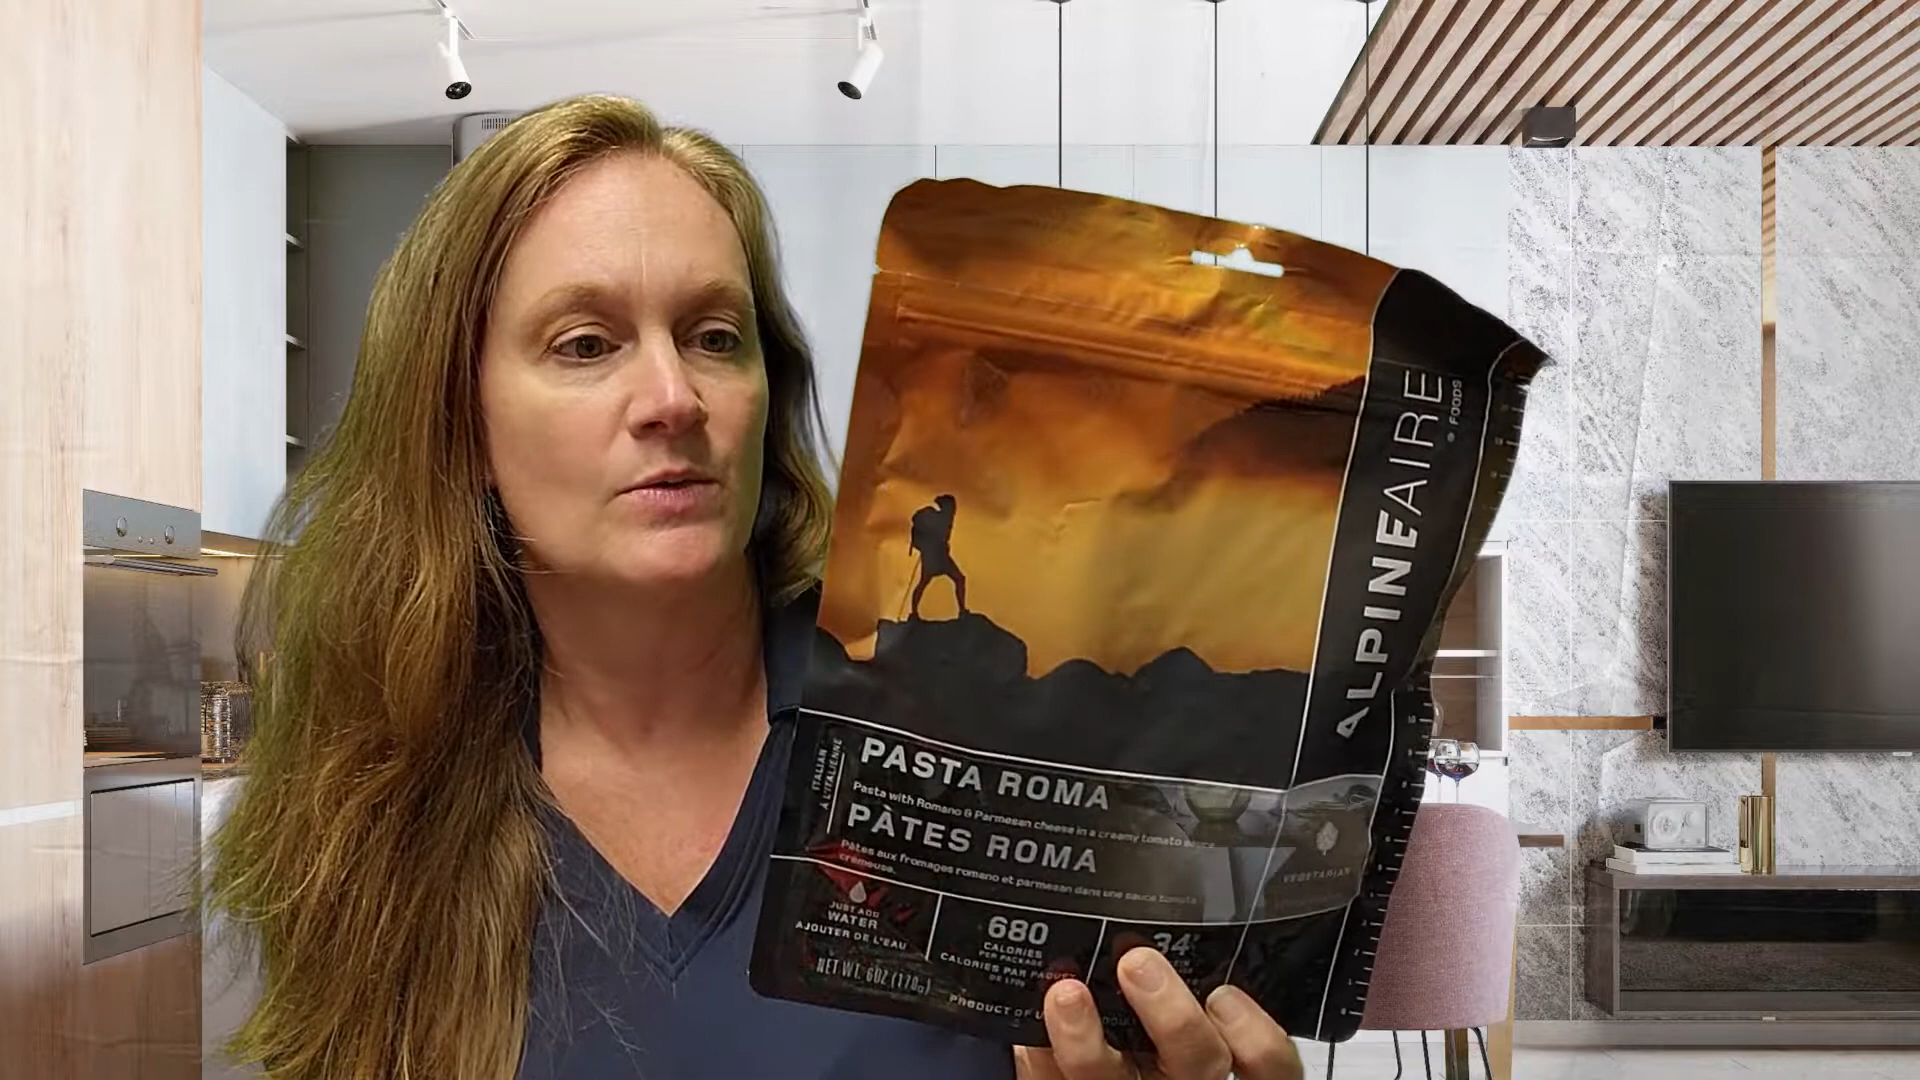 ALPINEAIRE
® FOODS
ITALIAN
À L'ITALIENNE
PASTA ROMA
Pasta with Romano & Parmesan cheese in a creamy tomato sauce
PÂTES ROMA
Pâtes aux fromages romano et parmesan dans une sauce tomate
crémeuse.
VEGETARIAN
JUST ADD
WATER
AJOUTER DE L'EAU
680
CALORIES
PER PACKAGE
CALORIES PAR PAQUET
DE 170g
34
NET WT. 6OZ (170g)
PRODUCT OF